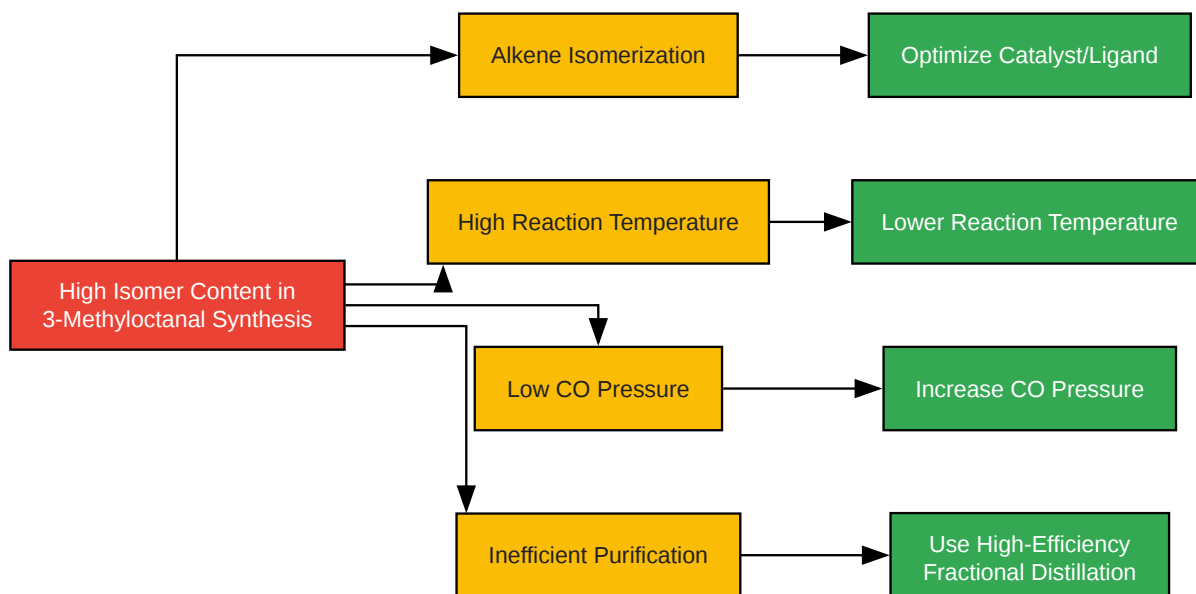 Alkene Isomerization
Optimize Catalyst/Ligand
High Reaction Temperature
Lower Reaction Temperature
High Isomer Content in
3-Methyloctanal Synthesis
Low CO Pressure
Increase CO Pressure
Inefficient Purification
Use High-Efficiency
Fractional Distillation